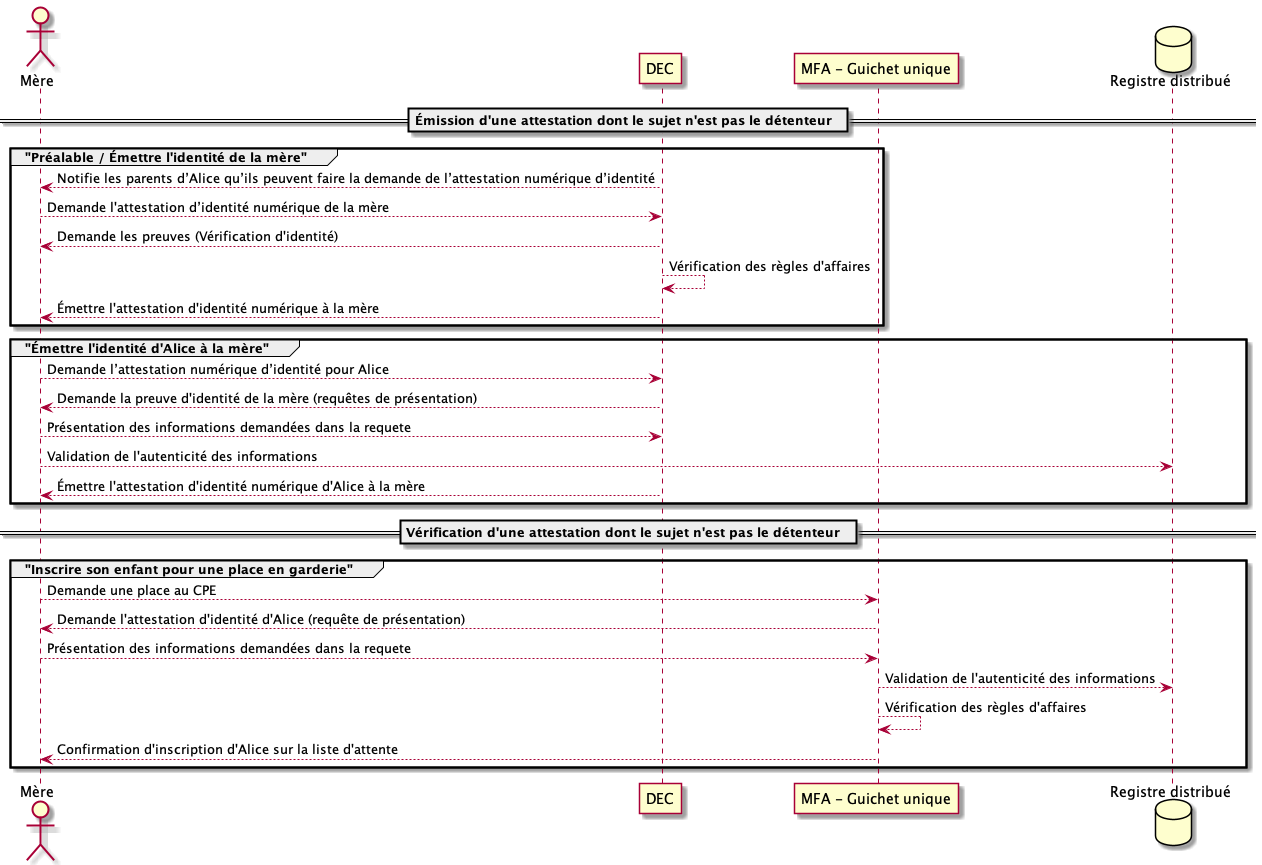 Mère
DEC
MFA - Guichet unique
Registre distribué
Émission d'une attestation dont le sujet n'est pas le détenteur
"Préalable / Émettre l'identité de la mère"
Notifie les parents d’Alice qu’ils peuvent faire la demande de l’attestation numérique d’identité
Demande l'attestation d’identité numérique de la mère
Demande les preuves (Vérification d'identité)
Vérification des règles d'affaires
Émettre l'attestation d'identité numérique à la mère
"Émettre l'identité d'Alice à la mère"
Demande l’attestation numérique d’identité pour Alice
Demande la preuve d'identité de la mère (requêtes de présentation)
Présentation des informations demandées dans la requete
Validation de l'autenticité des informations
Émettre l'attestation d'identité numérique d'Alice à la mère
Vérification d'une attestation dont le sujet n'est pas le détenteur
"Inscrire son enfant pour une place en garderie"
Demande une place au CPE
Demande l'attestation d'identité d'Alice (requête de présentation)
Présentation des informations demandées dans la requete
Validation de l'autenticité des informations
Vérification des règles d'affaires
Confirmation d'inscription d'Alice sur la liste d'attente
Mère
DEC
MFA - Guichet unique
Registre distribué